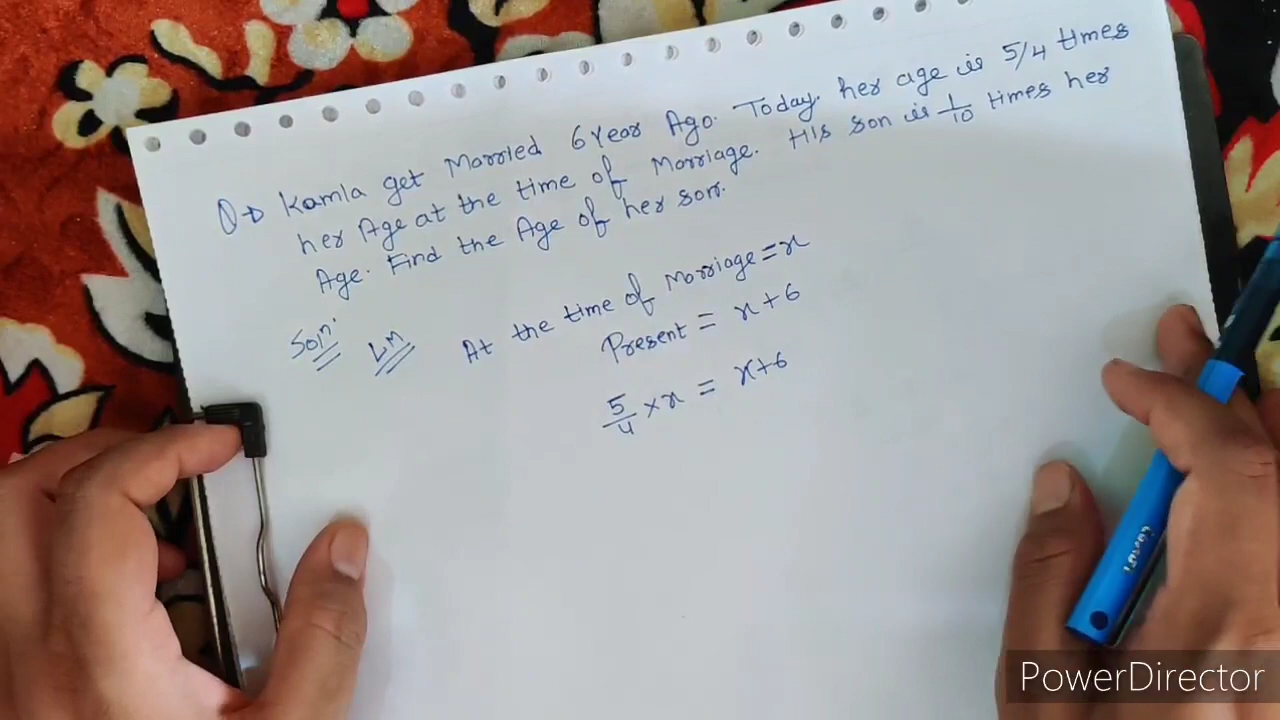 Q→ Kamla get Married 6 Year Ago. Today her age is 5/4 times
her Age at the time of Marriage. His son is 1/10 times her
Age. Find the Age of her son.
Soln. LM At the time of Marriage = x
Present = x+6
5/4 × x = x+6
PowerDirector